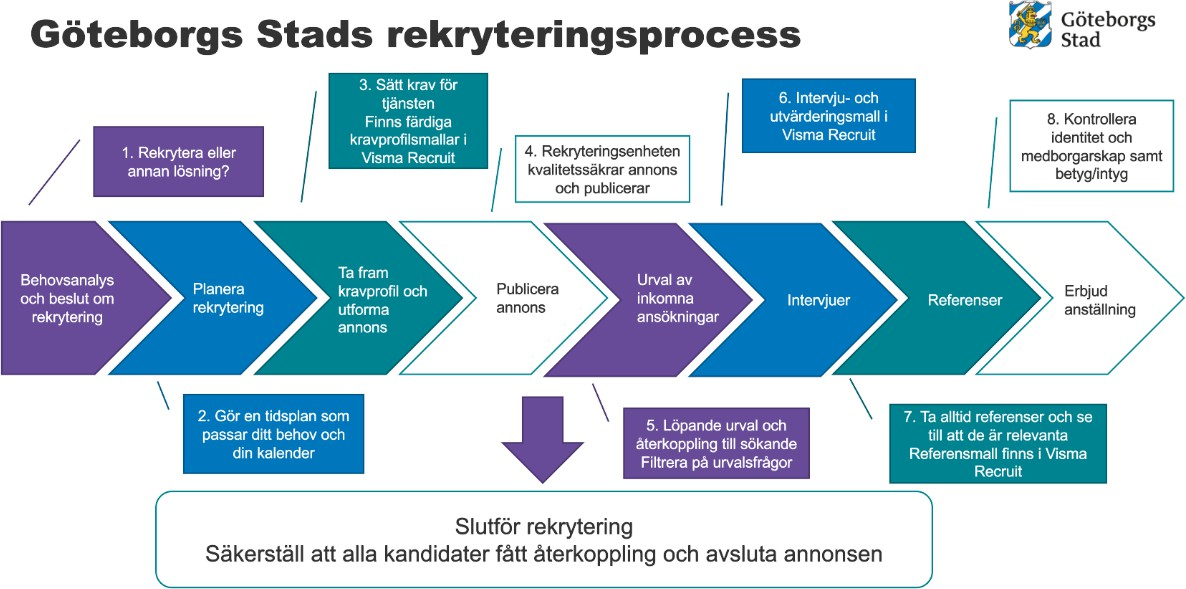 Göteborgs Stads rekryteringsprocess
Göteborgs
Stad
1. Rekrytera eller
annan lösning?
3. Sätt krav för
tjänsten
Finns färdiga
kravprofilsmallar i
Visma Recruit
4. Rekryteringsenheten
kvalitetssäkrar annons
och publicerar
6. Intervju- och
utvärderingsmall i
Visma Recruit
8. Kontrollera
identitet och
medborgarskap samt
betyg/intyg
Behovsanalys
och beslut om
rekrytering
Planera
rekrytering
Ta fram
kravprofil och
utforma
annons
Publicera
annons
Urval av
inkomna
ansökningar
Intervjuer
Referenser
Erbjud
anställning
2. Gör en tidsplan som
passar ditt behov och
din kalender
5. Löpande urval och
återkoppling till sökande
Filtrera på urvalsfrågor
7. Ta alltid referenser och se
till att de är relevanta
Referensmall finns i Visma
Recruit
Slutför rekrytering
Säkerställ att alla kandidater fått återkoppling och avsluta annonsen